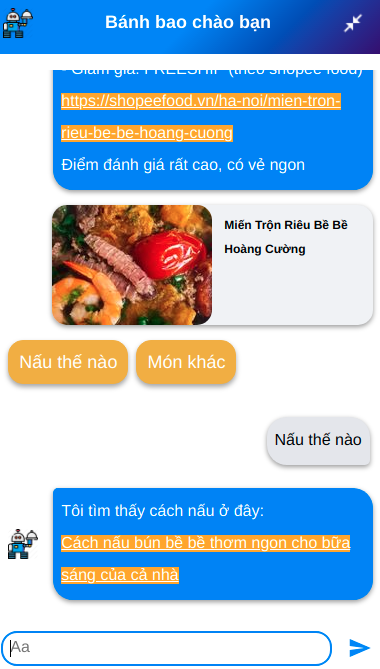 Bánh bao chào bạn
- Giảm giá: FREESHIP (theo shopee food)
https://shopeefood.vn/ha-noi/mien-tron-
rieu-be-be-hoang-cuong
Điểm đánh giá rất cao, có vẻ ngon
Miến Trộn Riêu Bề Bề
Hoàng Cường
Nấu thế nào
Món khác
Nấu thế nào
Tôi tìm thấy cách nấu ở đây:
Cách nấu bún bề bề thơm ngon cho bữa
sáng của cả nhà
Aa